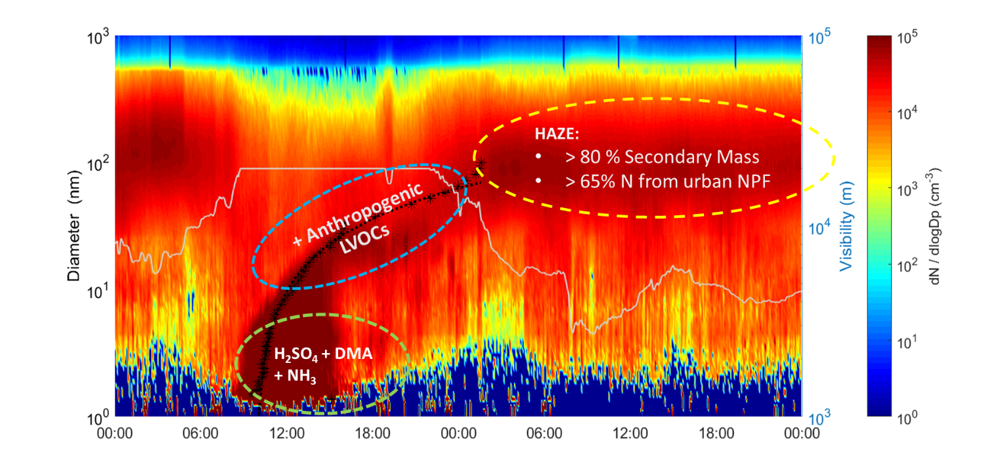 10³
10²
10¹
10⁰
Diameter (nm)
00:00
06:00
12:00
18:00
00:00
06:00
12:00
18:00
00:00
+ Anthropogenic
LVOCs
H₂SO₄ + DMA
+ NH₃
HAZE:
• > 80 % Secondary Mass
• > 65% N from urban NPF
10⁵
10⁴
10³
Visibility (m)
10⁵
10⁴
10³
10²
10¹
10⁰
dN / dlogDp (cm⁻³)